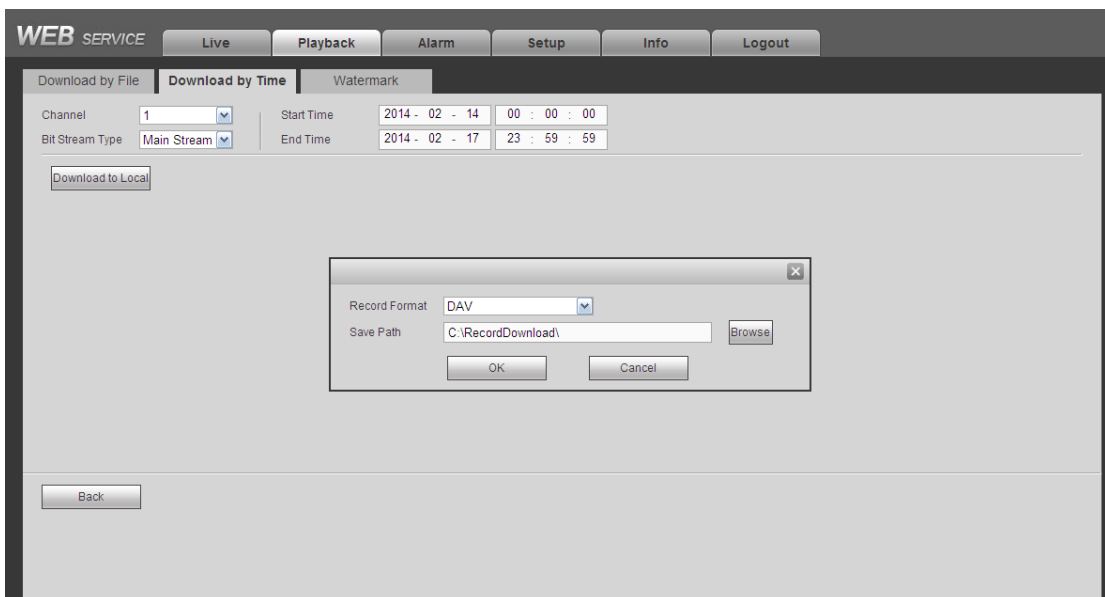 WEB SERVICE Live Playback Alarm Setup Info Logout
Download by File Download by Time Watermark
Channel 1 Start Time 2014 - 02 - 14 00 : 00 : 00
Bit Stream Type Main Stream End Time 2014 - 02 - 17 23 : 59 : 59
Download to Local
Record Format DAV
Save Path C:\RecordDownload\ Browse
OK Cancel
Back